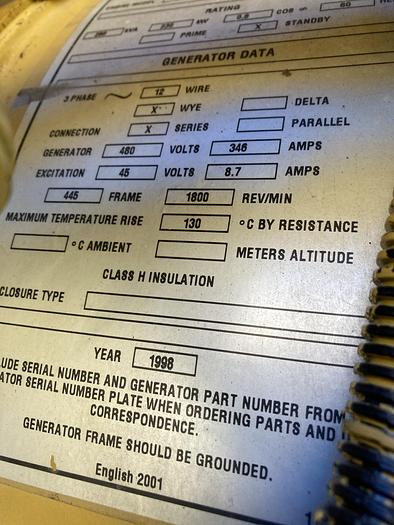 RATING
KVA KW 0.8 COS 60
PRIME X STANDBY
GENERATOR DATA
3 PHASE 12 WIRE
X WYE DELTA
CONNECTION X SERIES PARALLEL
GENERATOR 480 VOLTS 346 AMPS
EXCITATION 45 VOLTS 8.7 AMPS
445 FRAME 1800 REV/MIN
MAXIMUM TEMPERATURE RISE 130 °C BY RESISTANCE
°C AMBIENT METERS ALTITUDE
CLASS H INSULATION
CLOSURE TYPE
YEAR 1998
LUDE SERIAL NUMBER AND GENERATOR PART NUMBER FROM
ATOR SERIAL NUMBER PLATE WHEN ORDERING PARTS AND
CORRESPONDENCE.
GENERATOR FRAME SHOULD BE GROUNDED.
English 2001